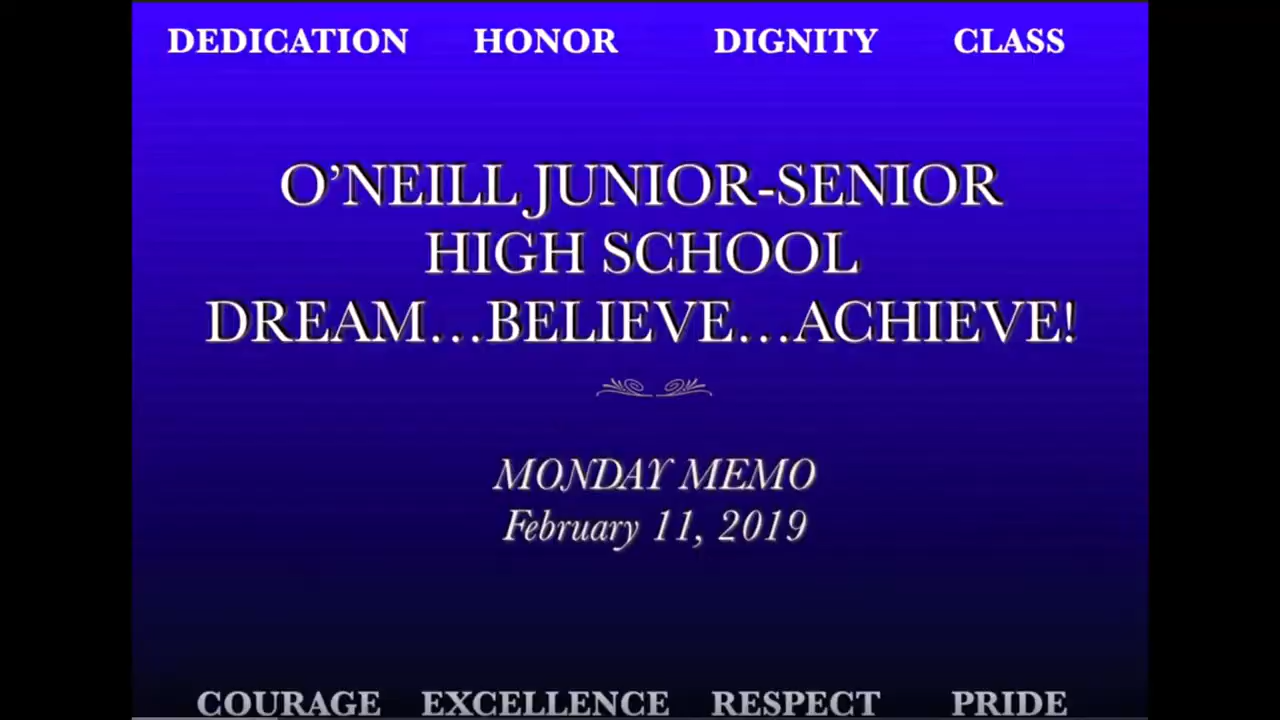 DEDICATION HONOR DIGNITY CLASS
O’NEILL JUNIOR-SENIOR
HIGH SCHOOL
DREAM…BELIEVE…ACHIEVE!
MONDAY MEMO
February 11, 2019
COURAGE EXCELLENCE RESPECT PRIDE